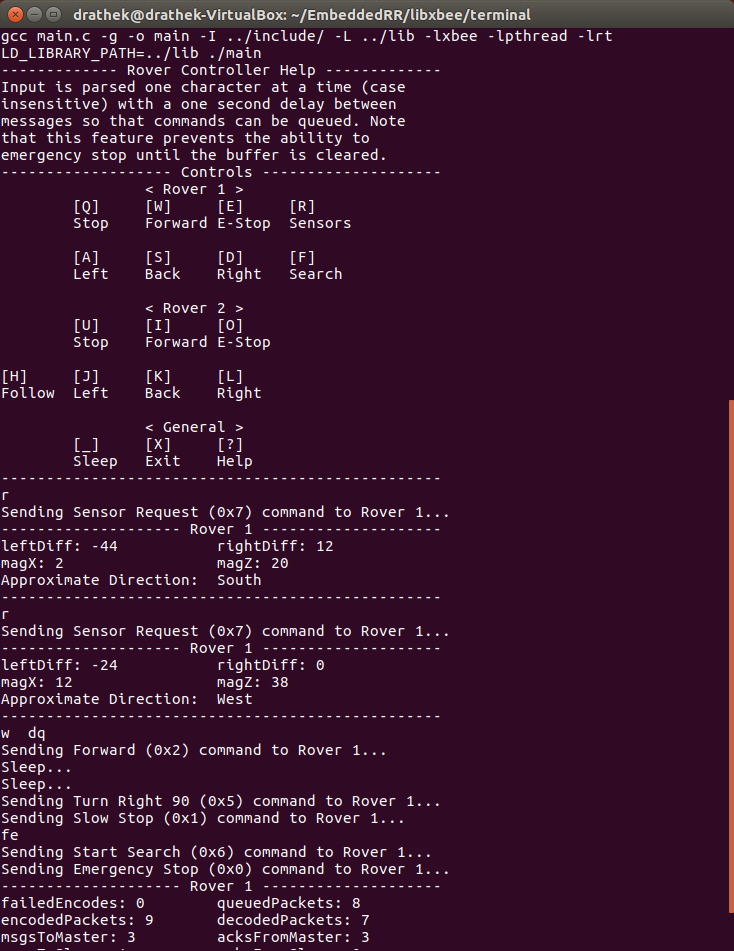 drathek@drathek-VirtualBox: ~/EmbeddedRR/libxbee/terminal
gcc main.c -g -o main -I ../include/ -L ../lib -lxbee -lpthread -lrt
LD_LIBRARY_PATH=../lib ./main
------------- Rover Controller Help -------------
Input is parsed one character at a time (case
insensitive) with a one second delay between
messages so that commands can be queued. Note
that this feature prevents the ability to
emergency stop until the buffer is cleared.
------------------- Controls --------------------
                < Rover 1 >
        [Q]     [W]     [E]     [R]
        Stop    Forward E-Stop  Sensors

        [A]     [S]     [D]     [F]
        Left    Back    Right   Search

                < Rover 2 >
        [U]     [I]     [O]
        Stop    Forward E-Stop

[H]     [J]     [K]     [L]
Follow  Left    Back    Right

                < General >
        [_]     [X]     [?]
        Sleep   Exit    Help
-------------------------------------------------
r
Sending Sensor Request (0x7) command to Rover 1...
-------------------- Rover 1 --------------------
leftDiff: -44           rightDiff: 12
magX: 2                 magZ: 20
Approximate Direction:  South
-------------------------------------------------
r
Sending Sensor Request (0x7) command to Rover 1...
-------------------- Rover 1 --------------------
leftDiff: -24           rightDiff: 0
magX: 12                magZ: 38
Approximate Direction:  West
-------------------------------------------------
w  dq
Sending Forward (0x2) command to Rover 1...
Sleep...
Sleep...
Sending Turn Right 90 (0x5) command to Rover 1...
Sending Slow Stop (0x1) command to Rover 1...
fe
Sending Start Search (0x6) command to Rover 1...
Sending Emergency Stop (0x0) command to Rover 1...
-------------------- Rover 1 --------------------
failedEncodes: 0        queuedPackets: 8
encodedPackets: 9       decodedPackets: 7
msgsToMaster: 3         acksFromMaster: 3